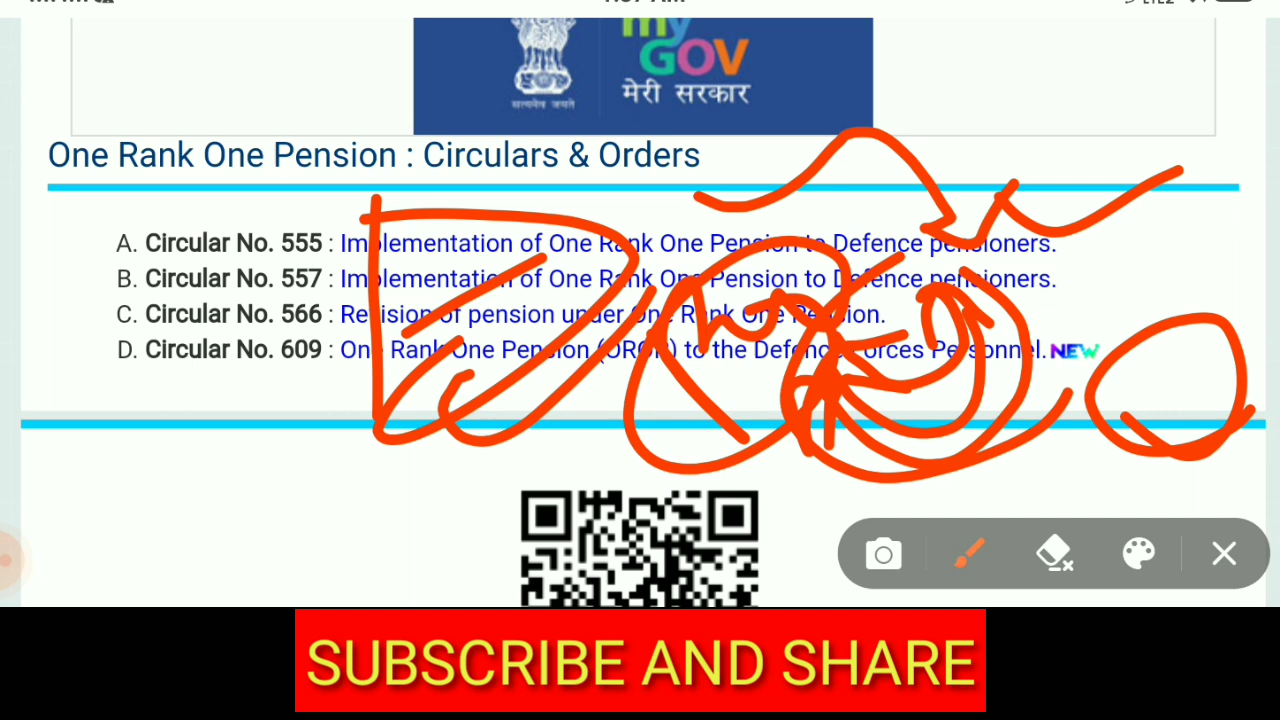 सत्यमेव जयते
my
GOV
मेरी सरकार
One Rank One Pension : Circulars & Orders
A. Circular No. 555 : Implementation of One Rank One Pension to Defence pensioners.
B. Circular No. 557 : Implementation of One Rank One Pension to Defence pensioners.
C. Circular No. 566 : Revision of pension under One Rank One Pension.
D. Circular No. 609 : One Rank One Pension (OROP) to the Defence Forces Personnel. NEW
SUBSCRIBE AND SHARE